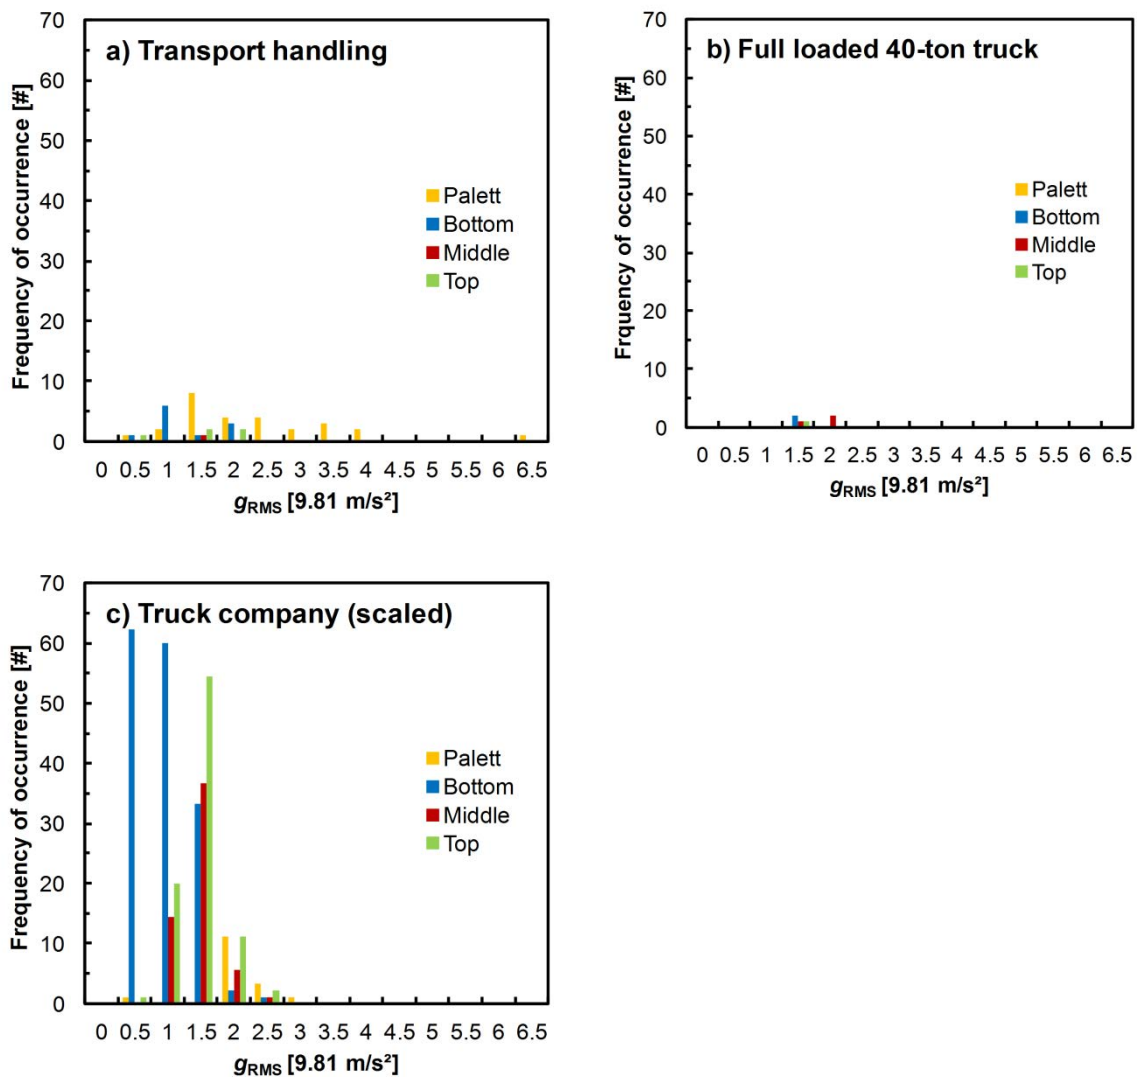 a) Transport handling
Frequency of occurrence [#]
70
60
50
40
30
20
10
0
Palett
Bottom
Middle
Top
0 0.5 1 1.5 2 2.5 3 3.5 4 4.5 5 5.5 6 6.5
gRMS [9.81 m/s²]
b) Full loaded 40-ton truck
Frquency of occurrence [#]
70
60
50
40
30
20
10
0
Palett
Bottom
Middle
Top
0 0.5 1 1.5 2 2.5 3 3.5 4 4.5 5 5.5 6 6.5
gRMS [9.81 m/s²]
c) Truck company (scaled)
Frequency of occurrence [#]
70
60
50
40
30
20
10
0
Palett
Bottom
Middle
Top
0 0.5 1 1.5 2 2.5 3 3.5 4 4.5 5 5.5 6 6.5
gRMS [9.81 m/s²]